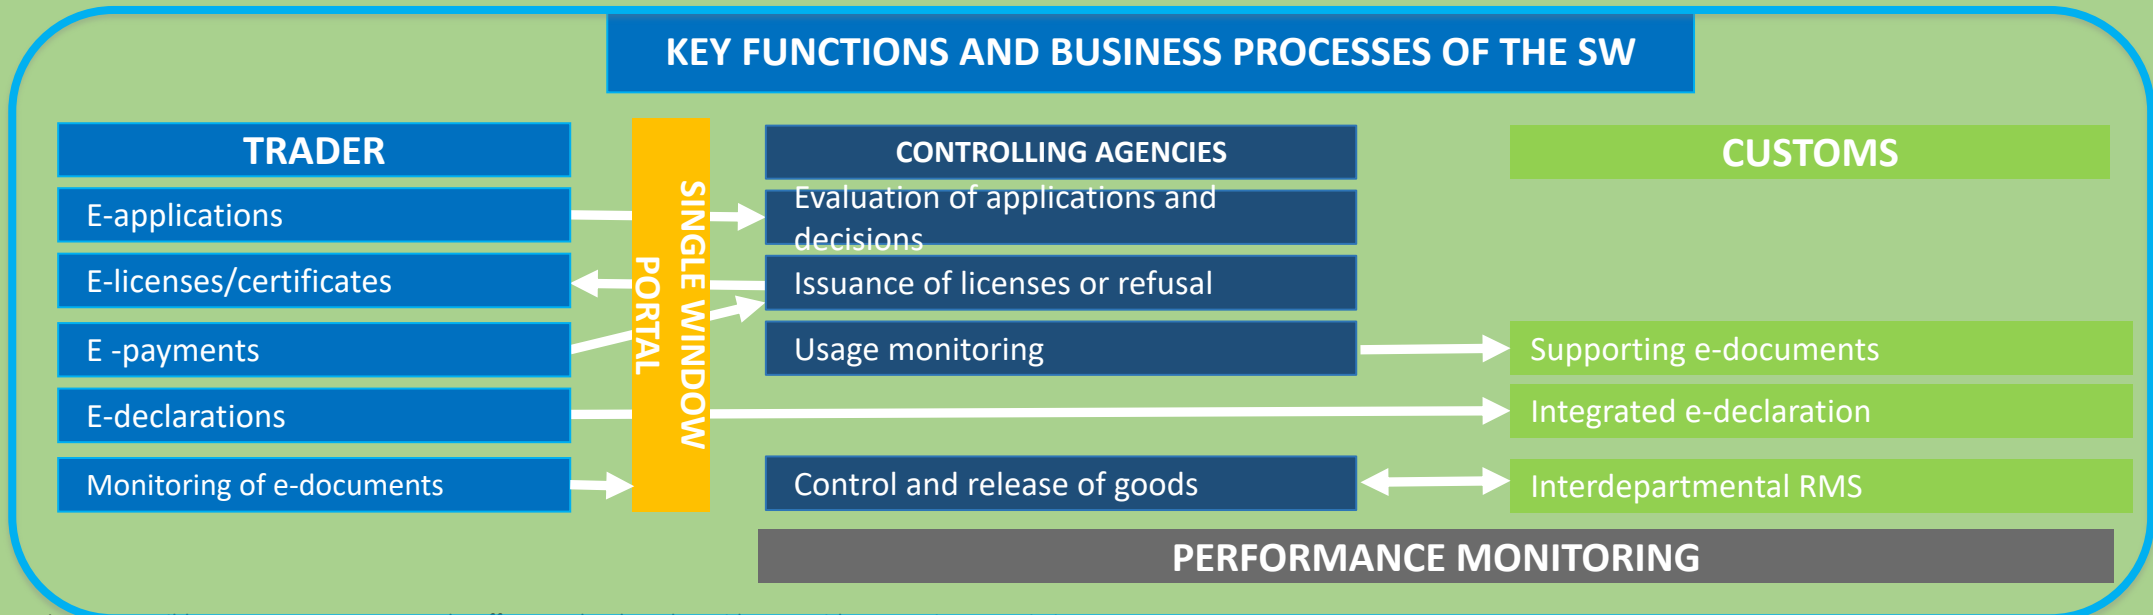 KEY FUNCTIONS AND BUSINESS PROCESSES OF THE SW
TRADER
E-applications
E-licenses/certificates
E -payments
E-declarations
Monitoring of e-documents
SINGLE WINDOW
PORTAL
CONTROLLING AGENCIES
Evaluation of applications and
decisions
Issuance of licenses or refusal
Usage monitoring
Control and release of goods
CUSTOMS
Supporting e-documents
Integrated e-declaration
Interdepartmental RMS
PERFORMANCE MONITORING